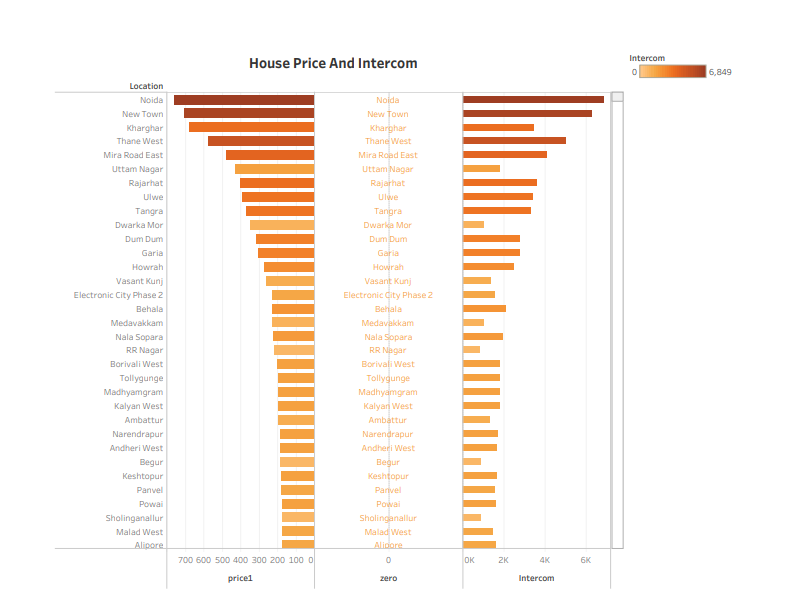 House Price And Intercom
Intercom
0 6,849
Location
Noida Noida
New Town New Town
Kharghar Kharghar
Thane West Thane West
Mira Road East Mira Road East
Uttam Nagar Uttam Nagar
Rajarhat Rajarhat
Ulwe Ulwe
Tangra Tangra
Dwarka Mor Dwarka Mor
Dum Dum Dum Dum
Garia Garia
Howrah Howrah
Vasant Kunj Vasant Kunj
Electronic City Phase 2 Electronic City Phase 2
Behala Behala
Medavakkam Medavakkam
Nala Sopara Nala Sopara
RR Nagar RR Nagar
Borivali West Borivali West
Tollygunge Tollygunge
Madhyamgram Madhyamgram
Kalyan West Kalyan West
Ambattur Ambattur
Narendrapur Narendrapur
Andheri West Andheri West
Begur Begur
Keshtopur Keshtopur
Panvel Panvel
Powai Powai
Sholinganallur Sholinganallur
Malad West Malad West
Alipore Alipore
700 600 500 400 300 200 100 0 0 0K 2K 4K 6K
price1 zero Intercom